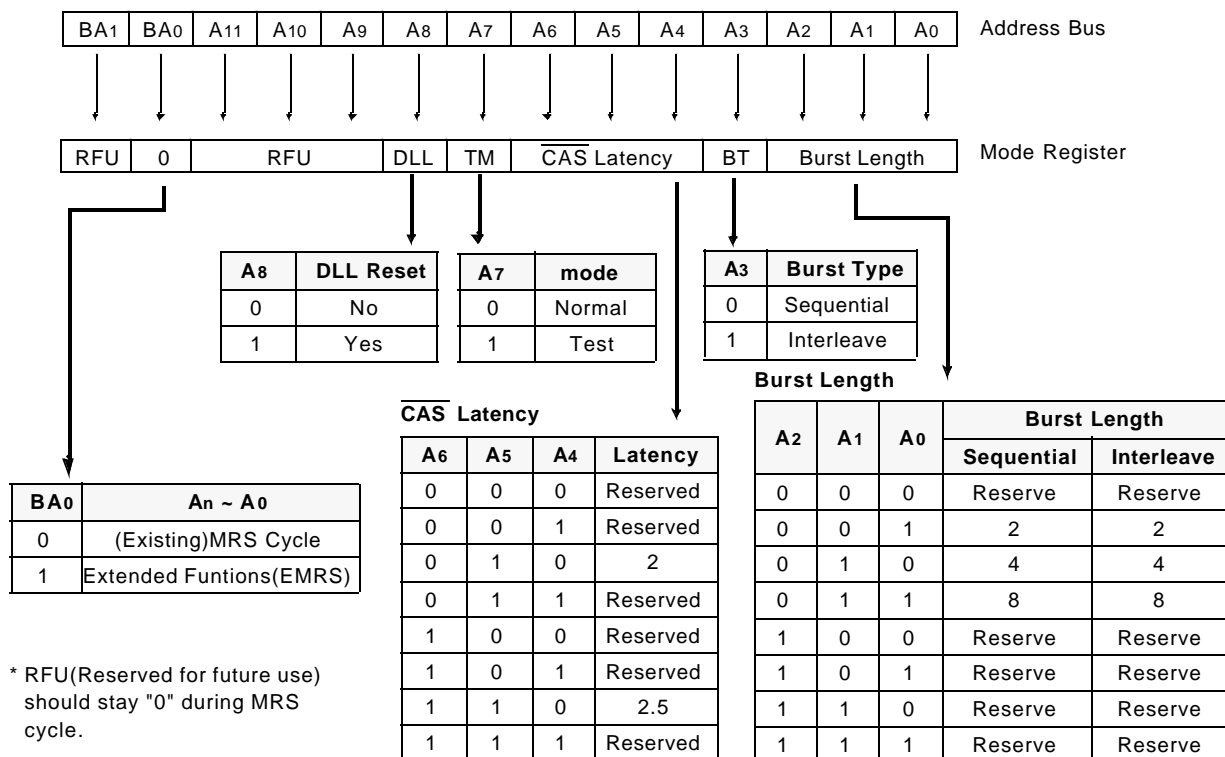 BA1 BA0 A11 A10 A9 A8 A7 A6 A5 A4 A3 A2 A1 A0 Address Bus
RFU 0 RFU DLL TM CAS Latency BT Burst Length Mode Register
A8 DLL Reset
0 No
1 Yes
A7 mode
0 Normal
1 Test
A3 Burst Type
0 Sequential
1 Interleave
Burst Length
A2 A1 A0 Burst Length
Sequential Interleave
0 0 0 Reserve Reserve
0 0 1 2 2
0 1 0 4 4
0 1 1 8 8
1 0 0 Reserve Reserve
1 0 1 Reserve Reserve
1 1 0 Reserve Reserve
1 1 1 Reserve Reserve
CAS Latency
A6 A5 A4 Latency
0 0 0 Reserved
0 0 1 Reserved
0 1 0 2
0 1 1 Reserved
1 0 0 Reserved
1 0 1 Reserved
1 1 0 2.5
1 1 1 Reserved
BA0 An ~ A0
0 (Existing)MRS Cycle
1 Extended Funtions(EMRS)
* RFU(Reserved for future use)
should stay "0" during MRS
cycle.